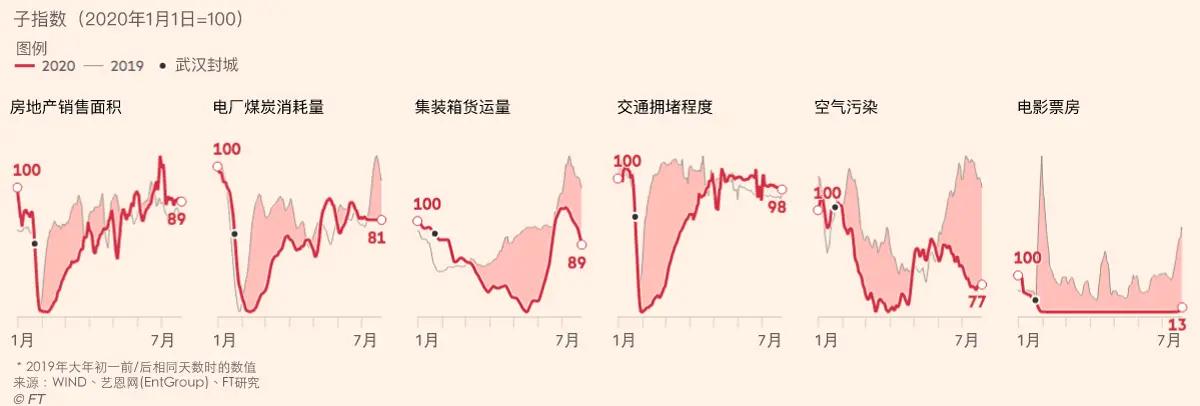 子指数（2020年1月1日=100）
图例
2020 2019 武汉封城
房地产销售面积 电厂煤炭消耗量 集装箱货运量 交通拥堵程度 空气污染 电影票房
100 100 100 100 100 100
89 81 89 98 77 13
1月 7月 1月 7月 1月 7月 1月 7月 1月 7月 1月 7月
* 2019年大年初一前/后相同天数时的数值
来源：WIND、艺恩网(EntGroup)、FT研究
© FT